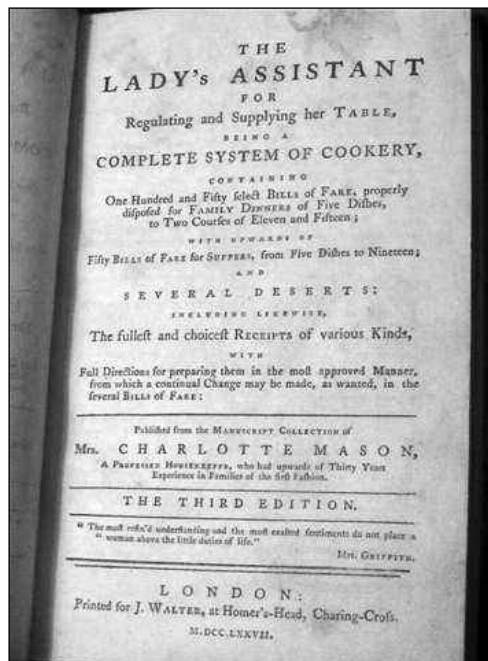 THE
LADY's ASSISTANT
FOR
Regulating and Supplying her TABLE,
BEING A
COMPLETE SYSTEM OF COOKERY,
CONTAINING
One Hundred and Fifty ſelect BILLS of FARE, properly
diſpoſed for FAMILY DINNERS of Five Diſhes,
to Two Courſes of Eleven and Fifteen;
WITH UPWARDS OF
Fifty BILLS of FARE for SUPPERS, from Five Diſhes to Nineteen;
AND
SEVERAL DESERTS:
INCLUDING LIKEWISE,
The fulleſt and choiceſt RECEIPTS of various Kinds,
WITH
Full Directions for preparing them in the moſt approved Manner,
from which a continual Change may be made, as wanted, in the
ſeveral BILLS of FARE:
Publiſhed from the MANUSCRIPT COLLECTION of
Mrs. CHARLOTTE MASON,
A PROFESSED HOUSEKEEPER, who had upwards of Thirty Years
Experience in Families of the firſt Faſhion.
THE THIRD EDITION.
" The moſt refin'd underſtanding and the moſt exalted ſentiments do not place a
" woman above the little duties of life."
Mrs. GRIFFITH.
LONDON:
Printed for J. WALTER, at Homer's-Head, Charing-Croſs.
M.DCC.LXXVII.